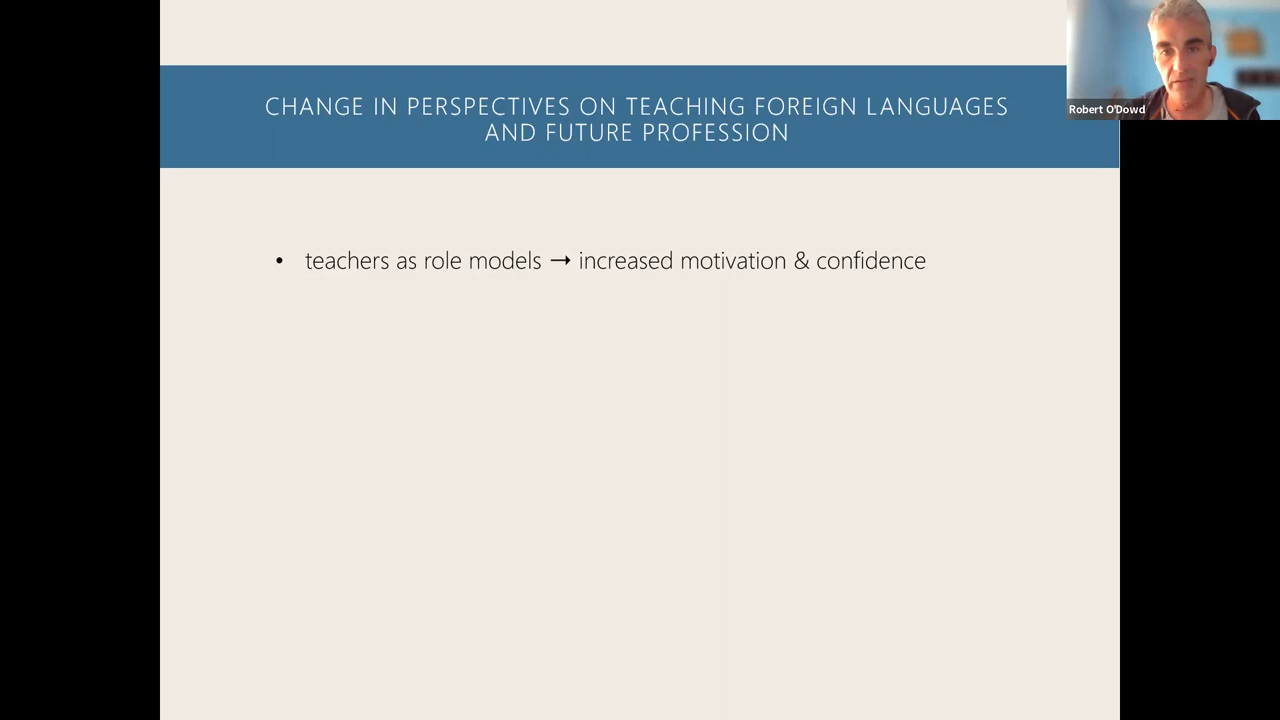 CHANGE IN PERSPECTIVES ON TEACHING FOREIGN LANGUAGES
AND FUTURE PROFESSION
Robert O'Dowd
• teachers as role models → increased motivation & confidence